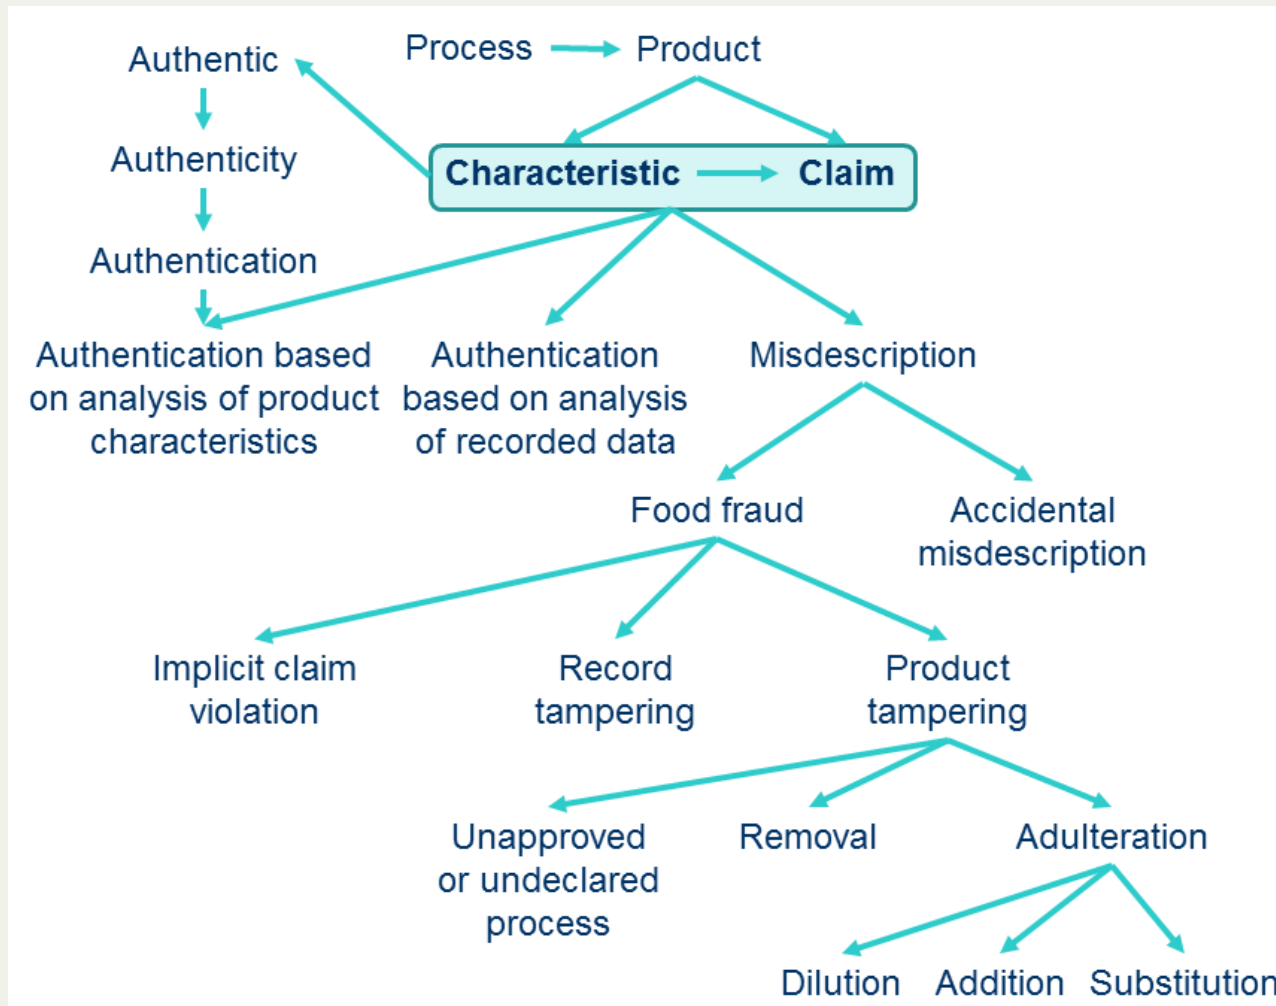 Authentic
Process
Product
Authenticity
Characteristic
Claim
Authentication
Authentication based
on analysis of product
characteristics
Authentication
based on analysis
of recorded data
Misdescription
Food fraud
Accidental
misdescription
Implicit claim
violation
Record
tampering
Product
tampering
Unapproved
or undeclared
process
Removal
Adulteration
Dilution
Addition
Substitution